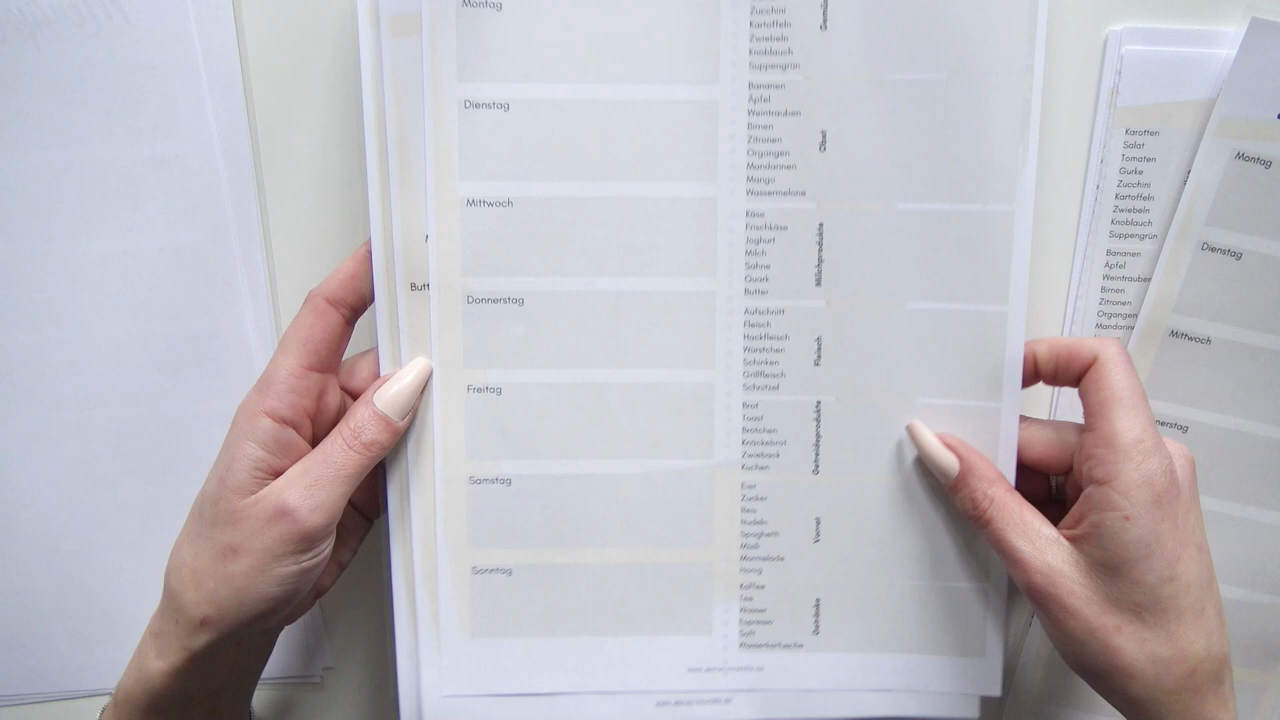 Montag
Dienstag
Mittwoch
Donnerstag
Freitag
Samstag
Sonntag
Zucchini
Kartoffeln
Zwiebeln
Knoblauch
Suppengrün
Bananen
Äpfel
Weintrauben
Birnen
Zitronen
Organgen
Mandarinen
Mango
Wassermelone
Obst
Käse
Frischkäse
Joghurt
Milch
Sahne
Quark
Butter
Milchprodukte
Aufschnitt
Fleisch
Hackfleisch
Würstchen
Schinken
Grillfleisch
Schnitzel
Fleisch
Brot
Toast
Brötchen
Knäckebrot
Zwieback
Kuchen
Getreideprodukte
Eier
Zucker
Reis
Nudeln
Spaghetti
Müsli
Marmelade
Honig
Vorrat
Kaffee
Tee
Wasser
Espresso
Saft
Getränke
Butt
Karotten
Salat
Tomaten
Gurke
Zucchini
Kartoffeln
Zwiebeln
Knoblauch
Suppengrün
Bananen
Äpfel
Weintrauben
Birnen
Zitronen
Organgen
Mandarin
Montag
Dienstag
Mittwoch
nerstag